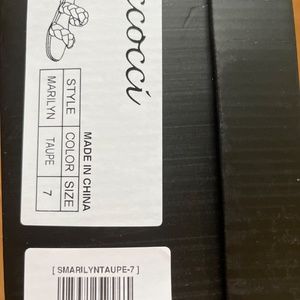 ccocci
STYLE COLOR SIZE
MARILYN TAUPE 7
MADE IN CHINA
[ SMARILYNTAUPE-7 ]